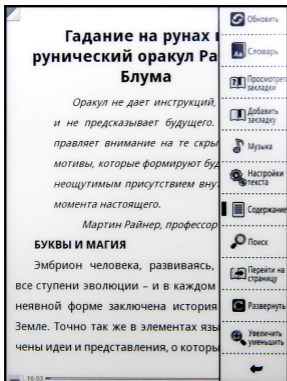 Гадание на рунах
рунический оракул Ра
Блума
Оракул не дает инструкций,
и не предсказывает будущего.
правляет внимание на те скры
мотивы, которые формируют буд
неощутимым присутствием вну
момента настоящего.
Мартин Райнер, профессор
БУКВЫ И МАГИЯ
Эмбрион человека, развиваясь,
все ступени эволюции – и в каждом
неявной форме заключена история
Земле. Точно так же в элементах язы
чены идеи и представления, о которы
16:03
Обновить
Словарь
Просмотреть
закладки
Добавить
закладку
Музыка
Настройки
текста
Содержание
Поиск
Перейти на
страницу
Развернуть
Увеличить
уменьшить